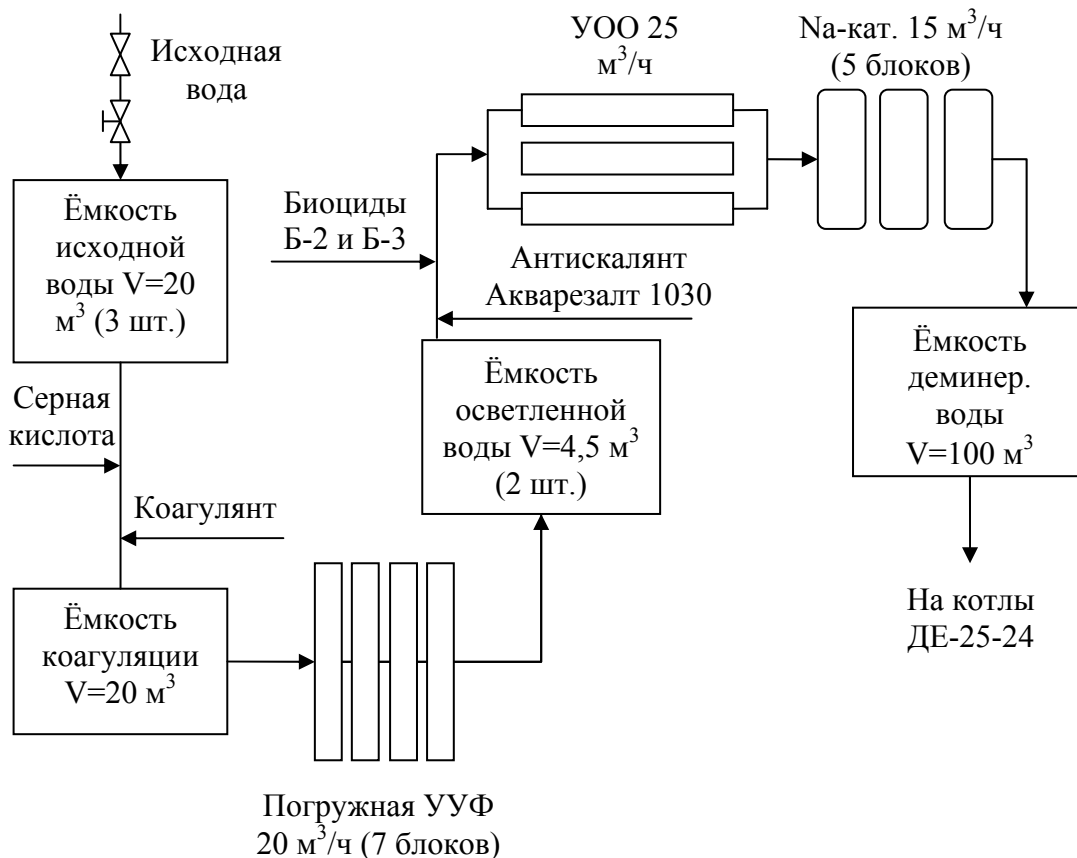 Исходная
вода
Ёмкость
исходной
воды V=20
м³ (3 шт.)
Серная
кислота
Коагулянт
Ёмкость
коагуляции
V=20 м³
Погружная УУФ
20 м³/ч (7 блоков)
Ёмкость
осветленной
воды V=4,5 м³
(2 шт.)
Антискалянт
Акварезалт 1030
Биоциды
Б-2 и Б-3
УОО 25
м³/ч
Na-кат. 15 м³/ч
(5 блоков)
Ёмкость
деминер.
воды
V=100 м³
На котлы
ДЕ-25-24